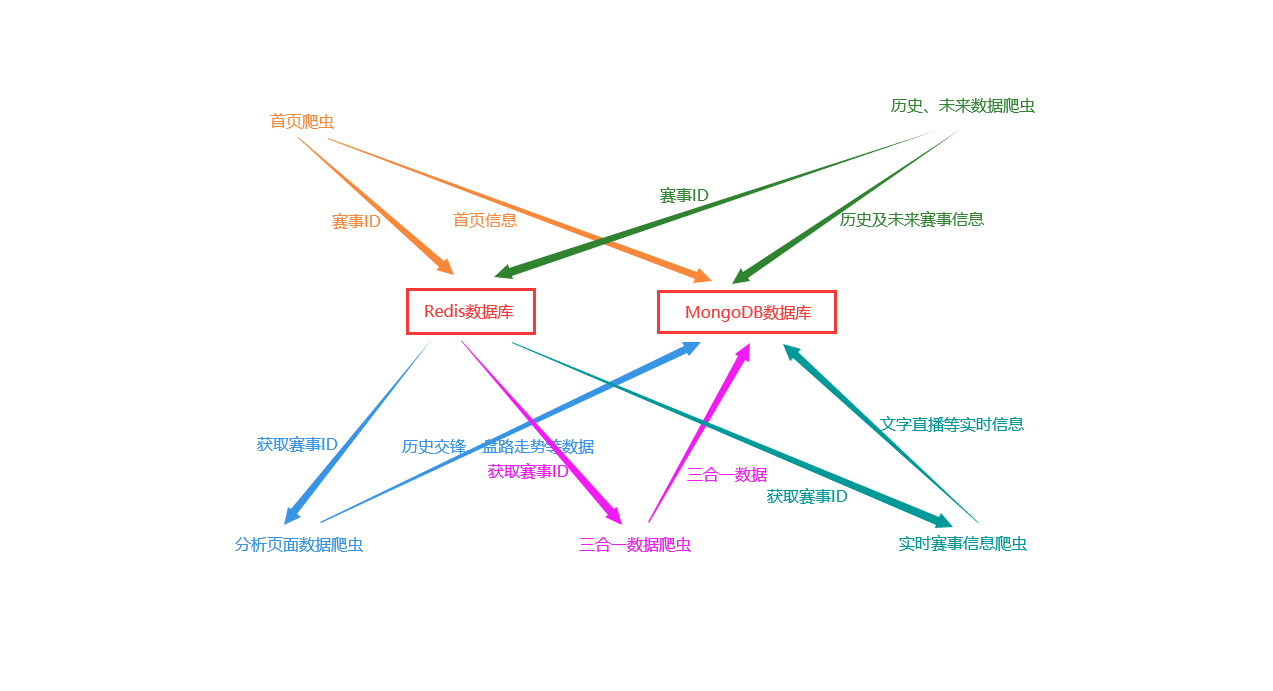 历史、未来数据爬虫
首页爬虫
赛事ID
赛事ID
首页信息
历史及未来赛事信息
Redis数据库
MongoDB数据库
获取赛事ID
历史交锋、盘路走势等数据
获取赛事ID
三合一数据
获取赛事ID
文字直播等实时信息
分析页面数据爬虫
三合一数据爬虫
实时赛事信息爬虫